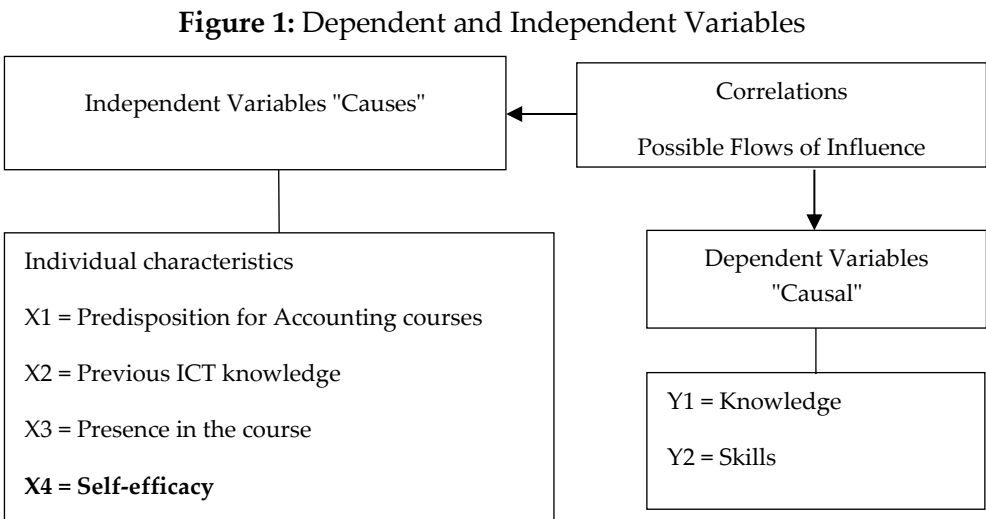 Figure 1: Dependent and Independent Variables
Independent Variables "Causes"
Correlations
Possible Flows of Influence
Individual characteristics
X1 = Predisposition for Accounting courses
X2 = Previous ICT knowledge
X3 = Presence in the course
X4 = Self-efficacy
Dependent Variables
"Causal"
Y1 = Knowledge
Y2 = Skills